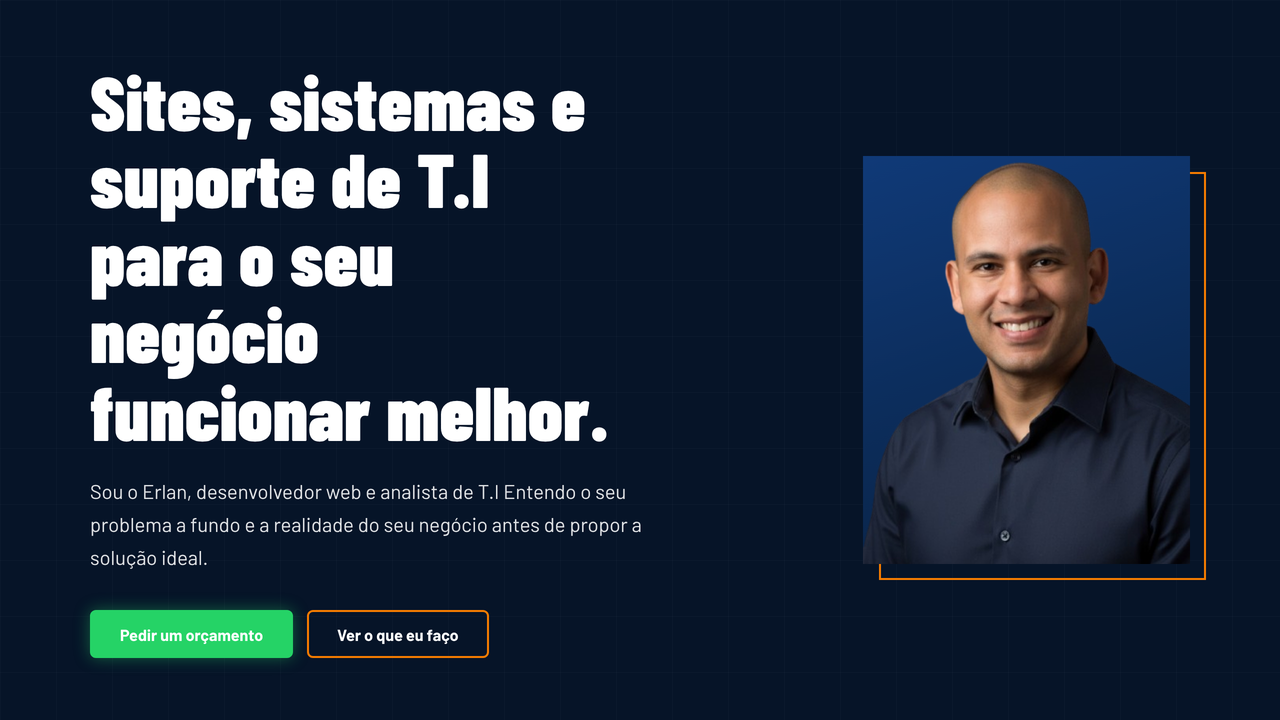 Sites, sistemas e
suporte de T.I
para o seu
negócio
funcionar melhor.
Sou o Erlan, desenvolvedor web e analista de T.I Entendo o seu
problema a fundo e a realidade do seu negócio antes de propor a
solução ideal.
Pedir um orçamento
Ver o que eu faço